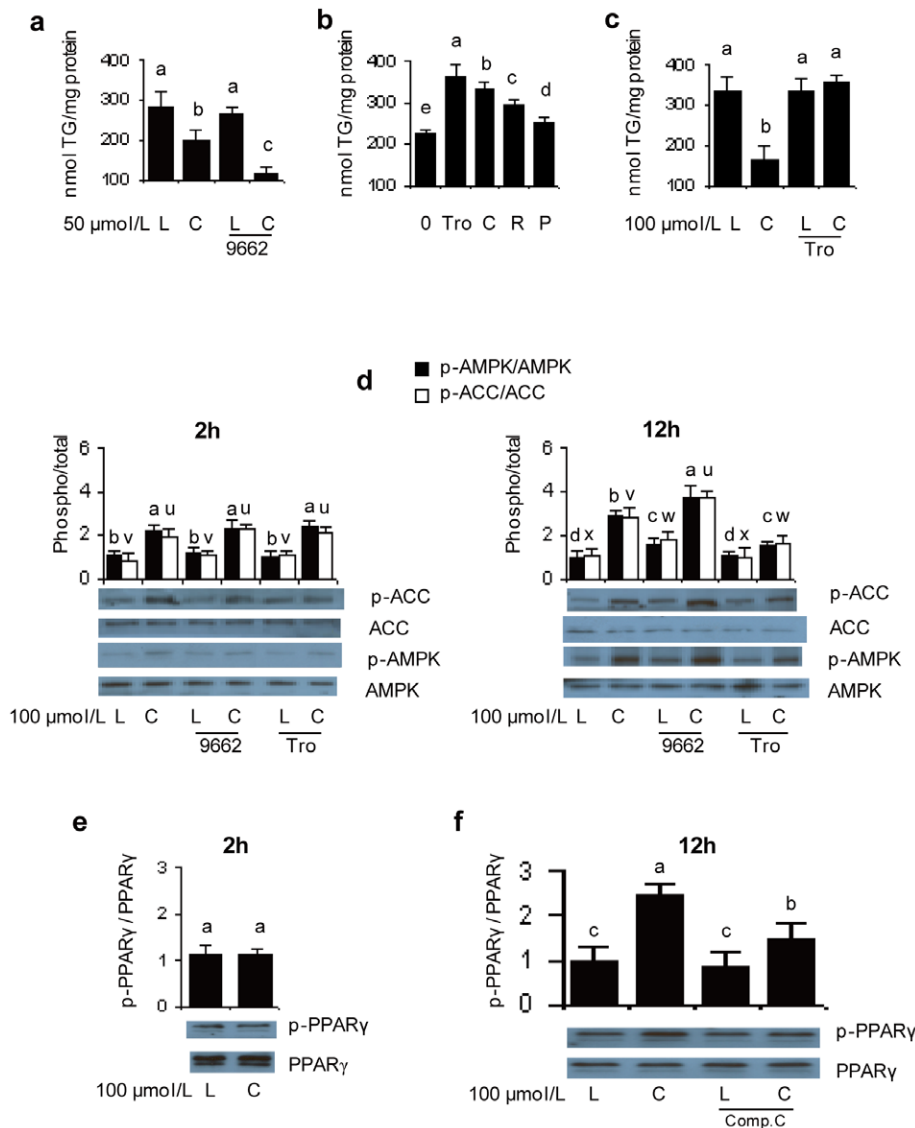 a
nmol TG/mg protein
400
300
200
100
a
b
a
c
50 µmol/L L C L C
9662
b
nmol TG/mg protein
400
300
200
100
e
a
b
c
d
0 Tro C R P
c
nmol TG/mg protein
400
300
200
100
a
b
a
a
100 µmol/L L C L C
Tro
d
p-AMPK/AMPK
p-ACC/ACC
2h
Phospho/total
6
4
2
0
b v a u b v a u b v a u
p-ACC
ACC
p-AMPK
AMPK
100 µmol/L L C L C L C
9662 Tro
12h
Phospho/total
6
4
2
0
d x b v c w a u d x c w
p-ACC
ACC
p-AMPK
AMPK
100 µmol/L L C L C L C
9662 Tro
e
2h
p-PPARγ / PPARγ
3
2
1
0
a a
p-PPARγ
PPARγ
100 µmol/L L C
f
12h
p-PPARγ / PPARγ
3
2
1
0
c
a
c
b
p-PPARγ
PPARγ
100 µmol/L L C L C
Comp.C